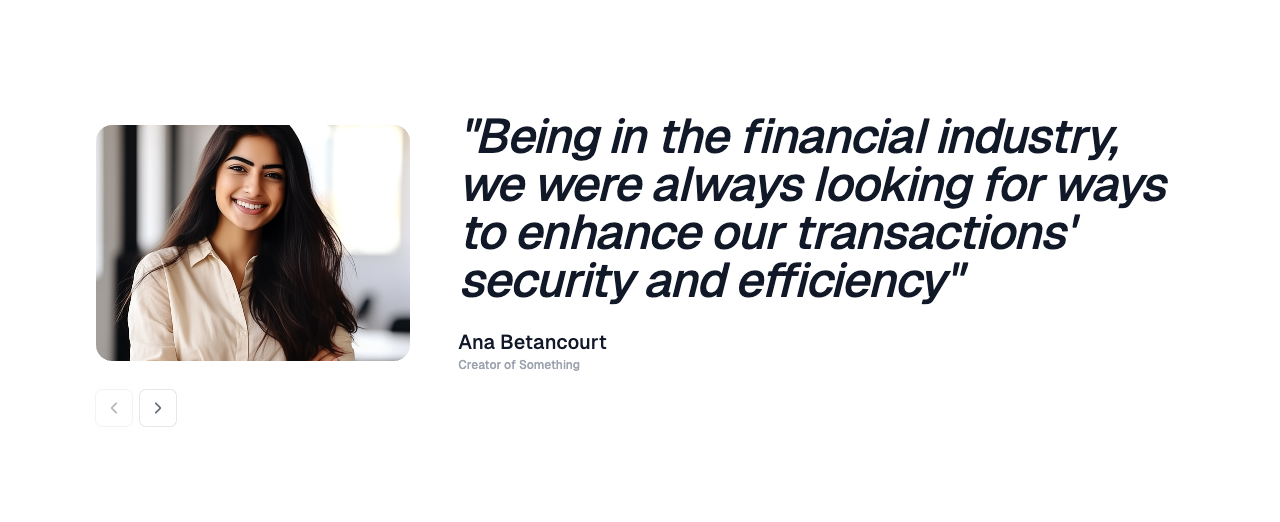 "Being in the financial industry,
we were always looking for ways
to enhance our transactions'
security and efficiency"
Ana Betancourt
Creator of Something